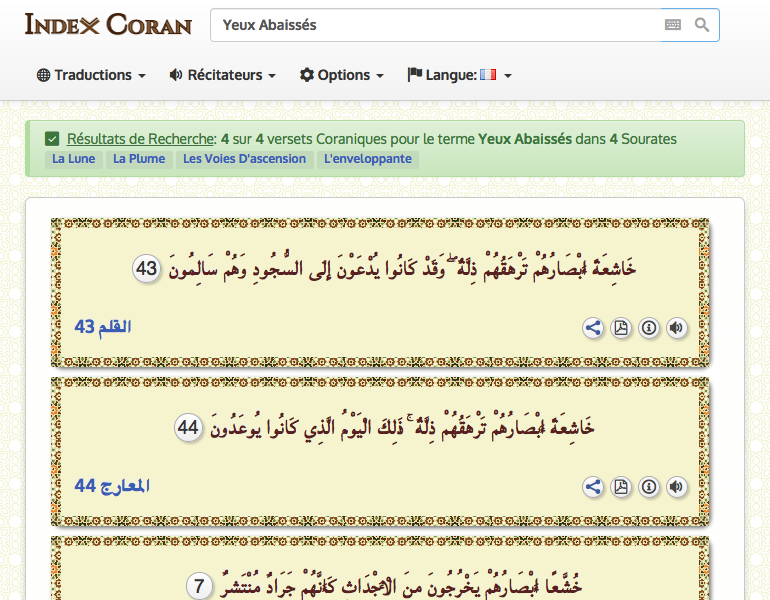 Index Coran
Yeux Abaissés
Traductions Récitateurs Options Langue:
Résultats de Recherche: 4 sur 4 versets Coraniques pour le terme Yeux Abaissés dans 4 Sourates
La Lune La Plume Les Voies D'ascension L'enveloppante
خَاشِعَةً أَبْصَارُهُمْ تَرْهَقُهُمْ ذِلَّةٌ ۖ وَقَدْ كَانُوا يُدْعَوْنَ إِلَى السُّجُودِ وَهُمْ سَالِمُونَ 43
القلم 43
خَاشِعَةً أَبْصَارُهُمْ تَرْهَقُهُمْ ذِلَّةٌ ۚ ذَٰلِكَ الْيَوْمُ الَّذِي كَانُوا يُوعَدُونَ 44
المعارج 44
خُشَّعًا أَبْصَارُهُمْ يَخْرُجُونَ مِنَ الْأَجْدَاثِ كَأَنَّهُمْ جَرَادٌ مُنْتَشِرٌ 7